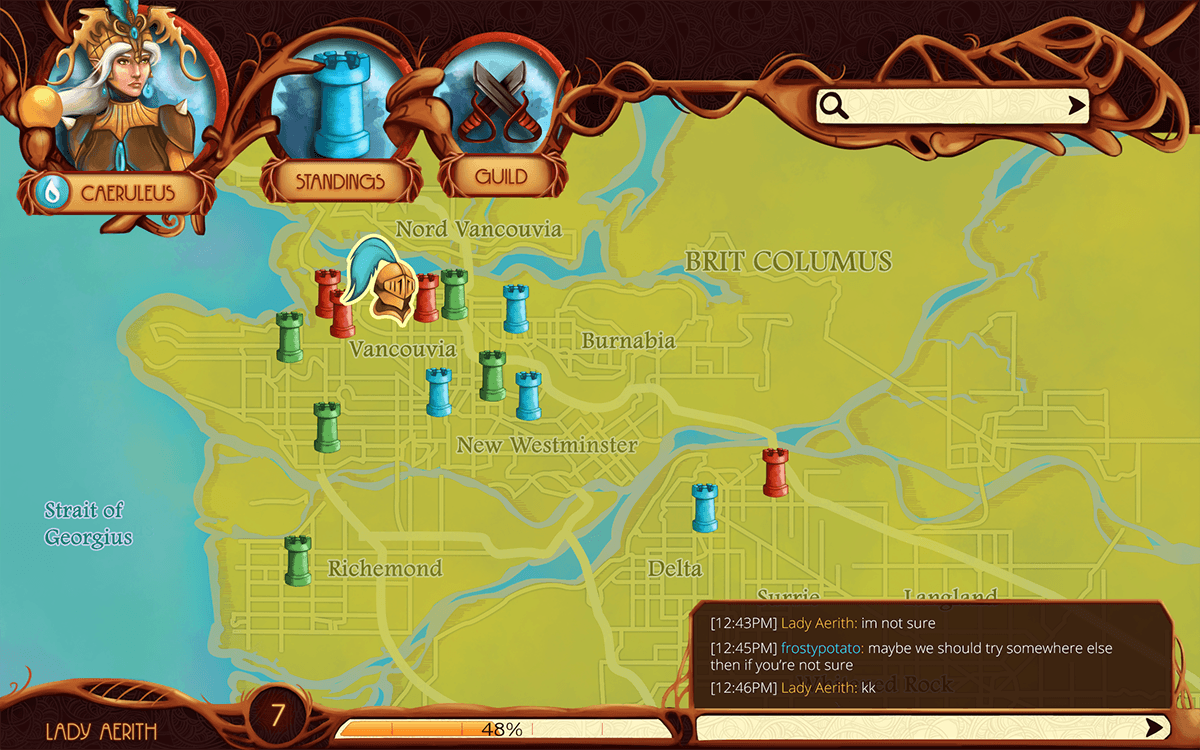 CAERULEUS
STANDINGS
GUILD
Nord Vancouvia
BRIT COLUMUS
Vancouvia
Burnabia
New Westminster
Strait of
Georgius
Richemond
Delta
Surrie
Langland
[12:43PM] Lady Aerith: im not sure
[12:45PM] frostypotato: maybe we should try somewhere else
then if you're not sure
[12:46PM] Lady Aerith: kk
Rock
LADY AERITH
7
48%